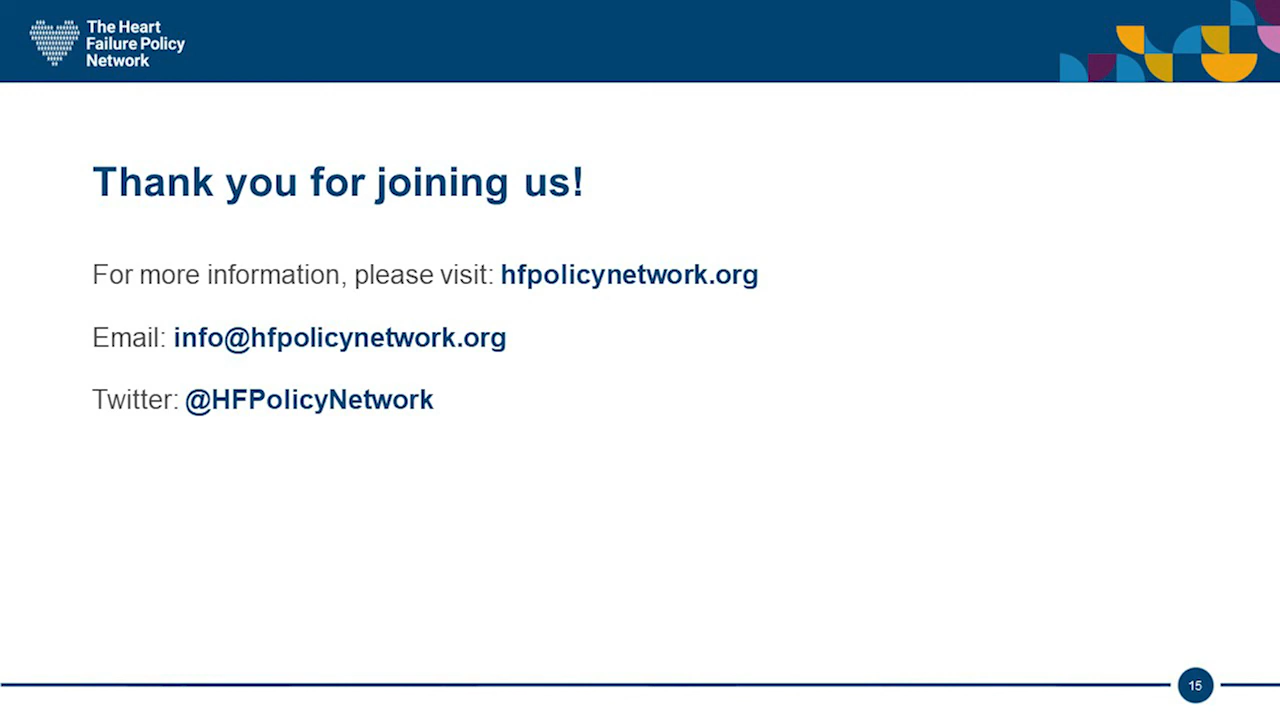 The Heart
Failure Policy
Network
Thank you for joining us!
For more information, please visit: hfpolicynetwork.org
Email: info@hfpolicynetwork.org
Twitter: @HFPolicyNetwork
15